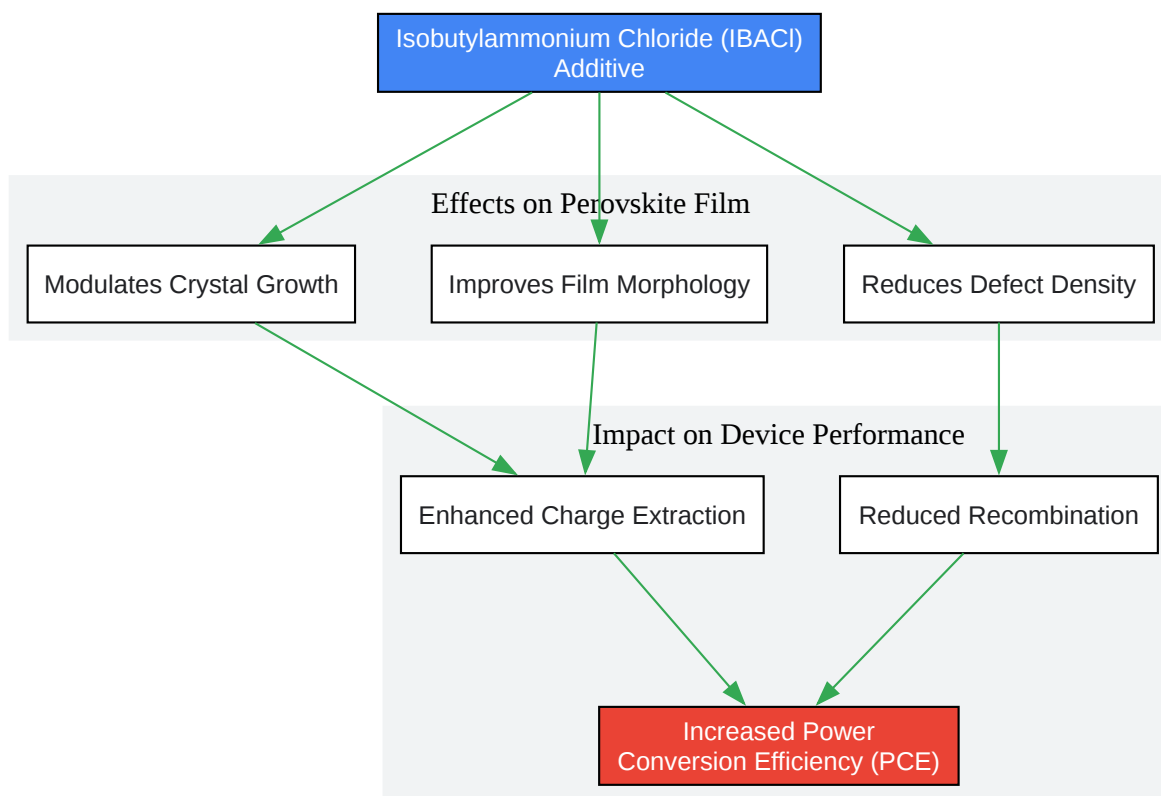 Isobutylammonium Chloride (IBACl)
Additive
Effects on Perovskite Film
Modulates Crystal Growth
Improves Film Morphology
Reduces Defect Density
Impact on Device Performance
Enhanced Charge Extraction
Reduced Recombination
Increased Power
Conversion Efficiency (PCE)